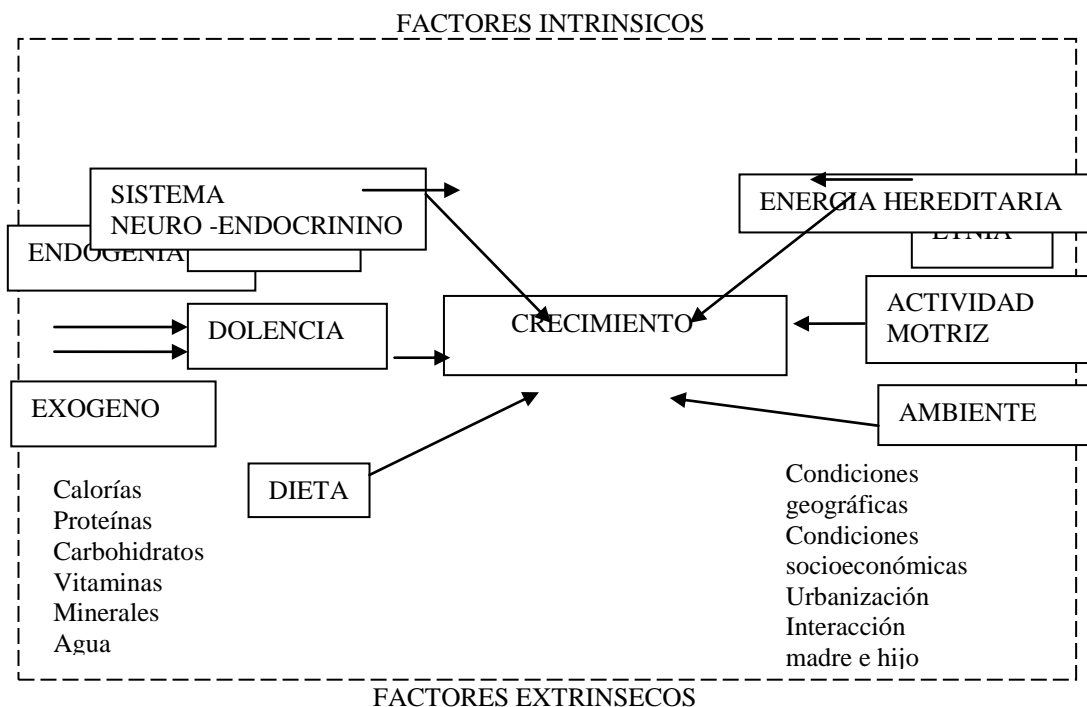 FACTORES INTRINSICOS
SISTEMA
NEURO -ENDOCRININO
ENERGIA HEREDITARIA
ENDOGENIA
ETNIA
DOLENCIA
CRECIMIENTO
ACTIVIDAD
MOTRIZ
EXOGENO
AMBIENTE
DIETA
Calorías
Proteínas
Carbohidratos
Vitaminas
Minerales
Agua
Condiciones
geográficas
Condiciones
socioeconómicas
Urbanización
Interacción
madre e hijo
FACTORES EXTRINSECOS